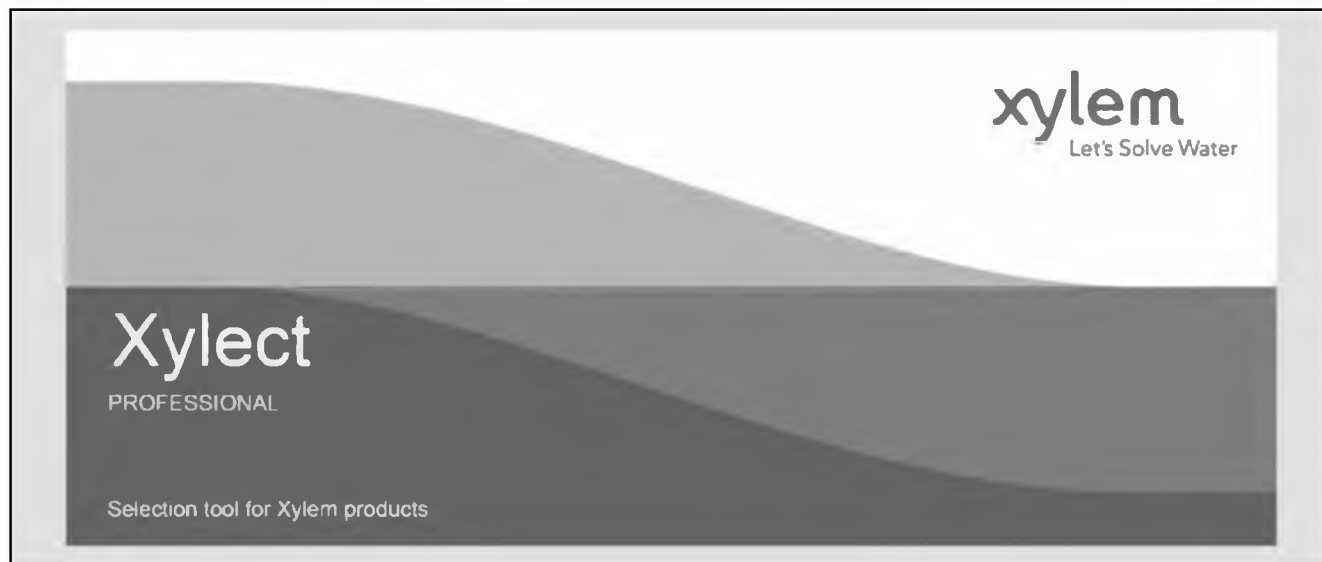 xylem
Let's Solve Water
Xylect
PROFESSIONAL
Selection tool for Xylem products